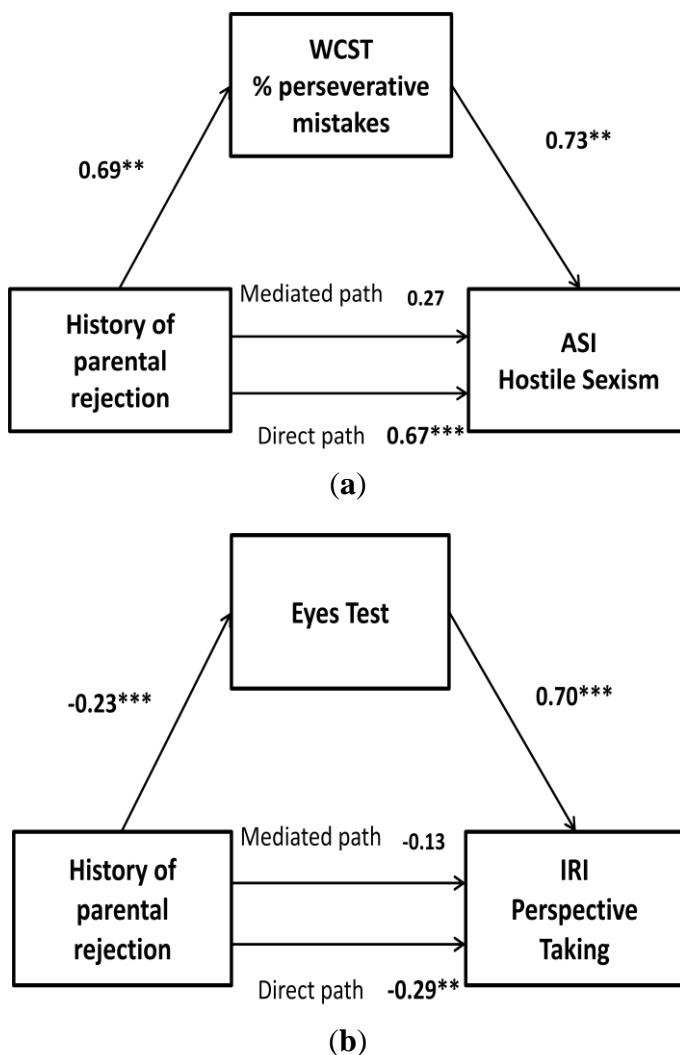 WCST
% perseverative
mistakes
0.69**
0.73**
Mediated path 0.27
History of
parental
rejection
ASI
Hostile Sexism
Direct path 0.67***
(a)
Eyes Test
-0.23***
0.70***
Mediated path -0.13
History of
parental
rejection
IRI
Perspective
Taking
Direct path -0.29**
(b)